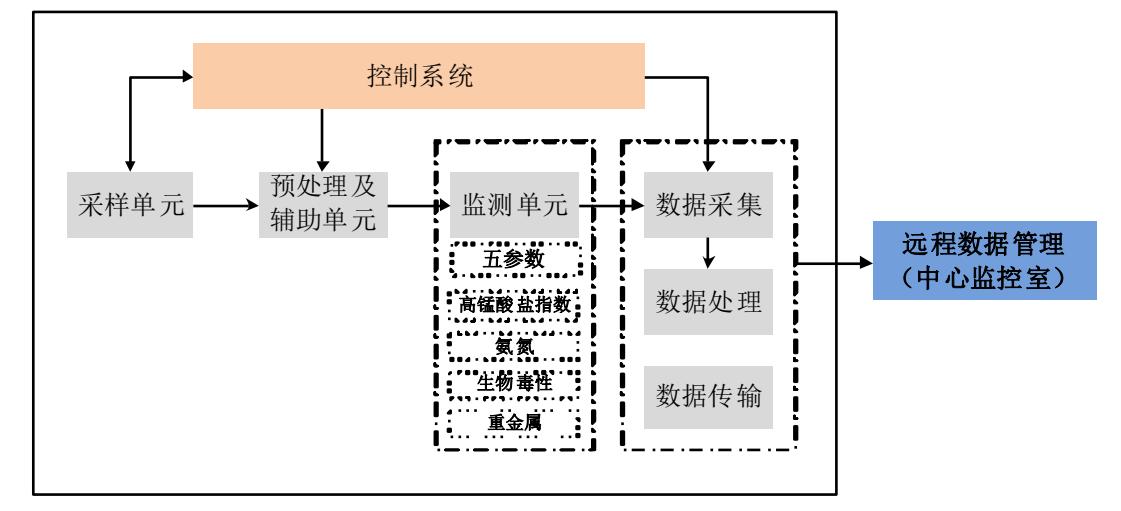 控制系统
采样单元
预处理及
辅助单元
监测单元
五参数
高锰酸盐指数
氨氮
生物毒性
重金属
数据采集
数据处理
数据传输
远程数据管理
（中心监控室）